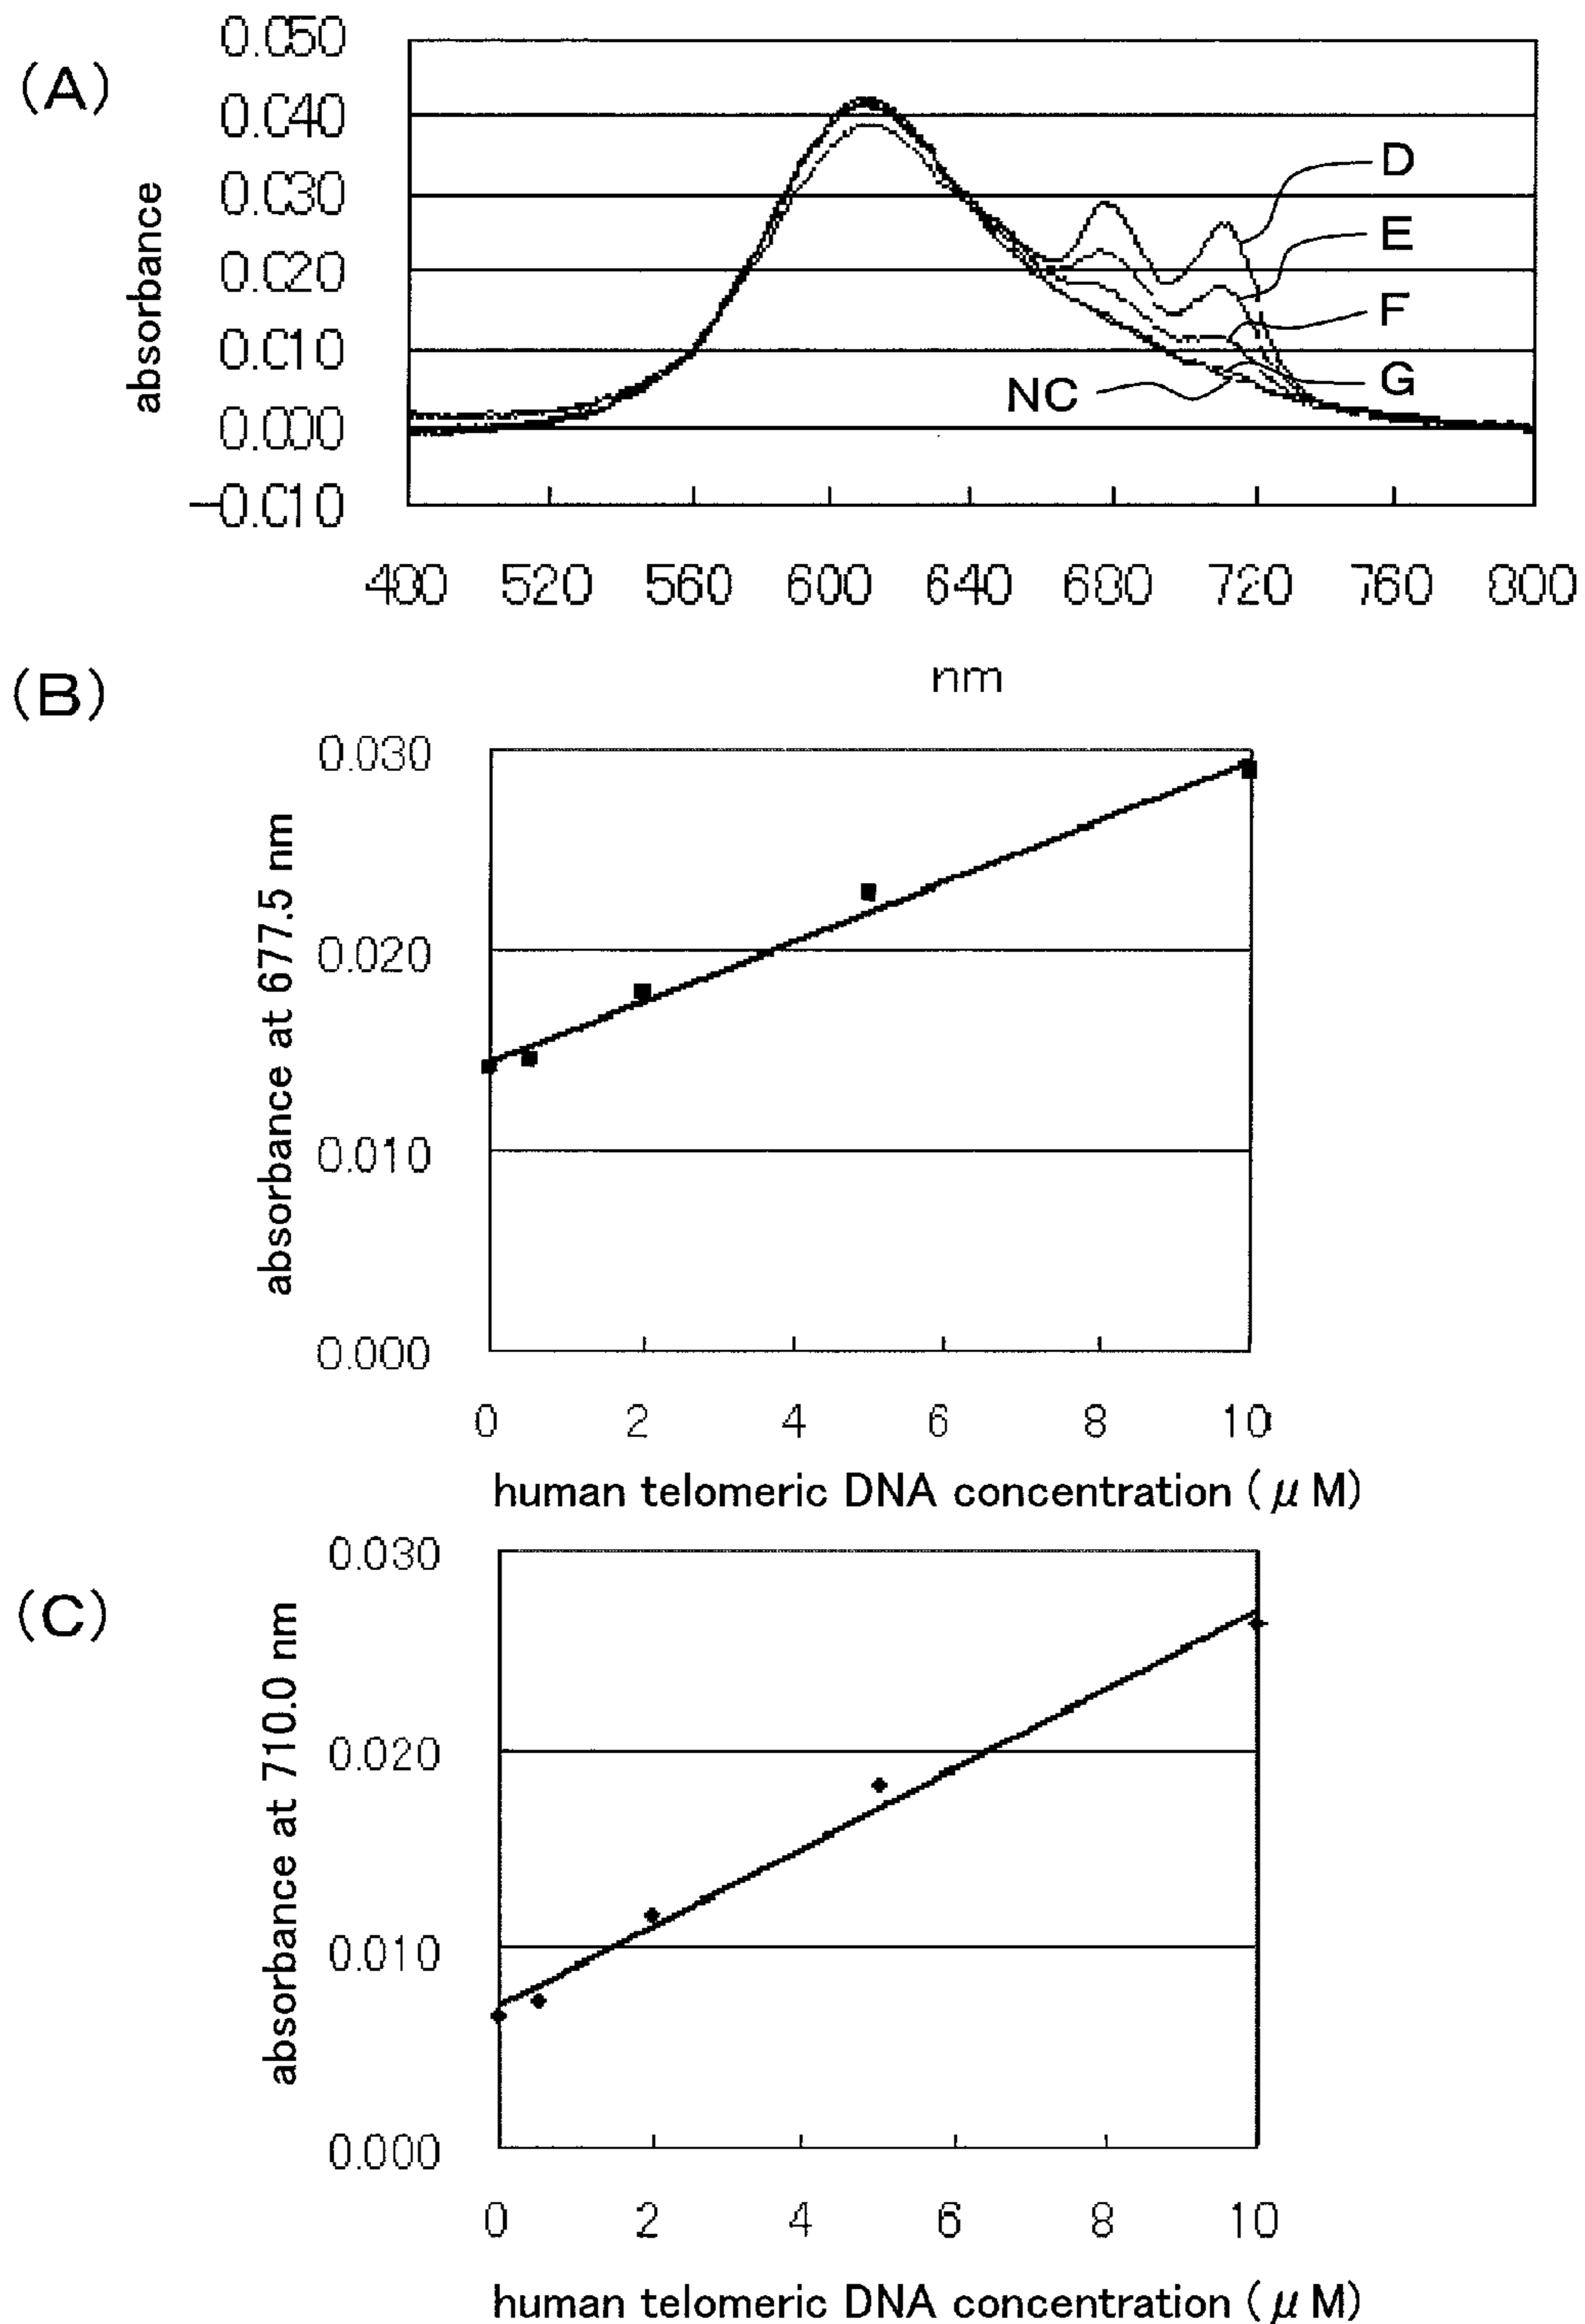 (A)
absorbance
0.050
0.040
0.030
0.020
0.010
0.000
-0.010
D
E
F
G
NC
480 520 560 600 640 680 720 760 800
nm
(B)
absorbance at 677.5 nm
0.030
0.020
0.010
0.000
0 2 4 6 8 10
human telomeric DNA concentration (μM)
(C)
absorbance at 710.0 nm
0.030
0.020
0.010
0.000
0 2 4 6 8 10
human telomeric DNA concentration (μM)